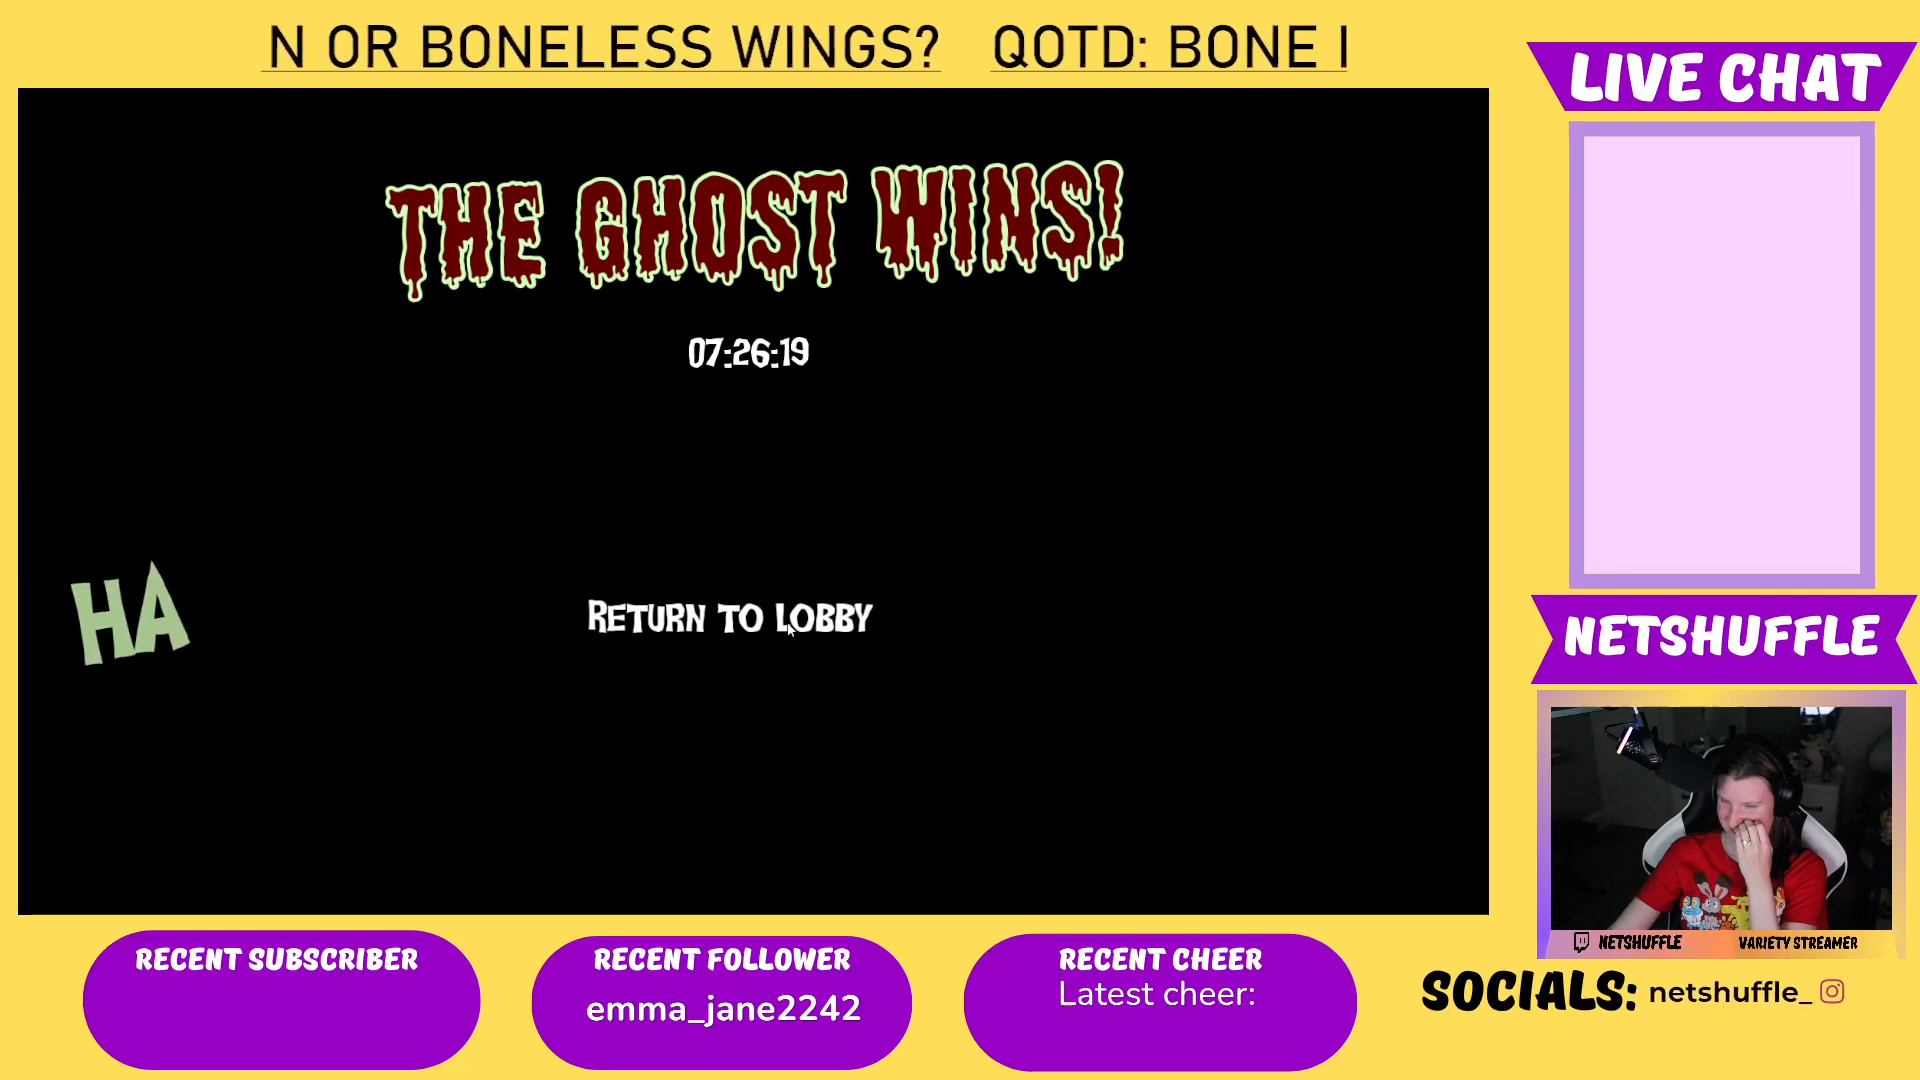 N OR BONELESS WINGS? QOTD: BONE I
LIVE CHAT
THE GHOST WINS!
07:26:19
HA
RETURN TO LOBBY
NETSHUFFLE
NETSHUFFLE VARIETY STREAMER
RECENT SUBSCRIBER
RECENT FOLLOWER
emma_jane2242
RECENT CHEER
Latest cheer:
SOCIALS: netshuffle_